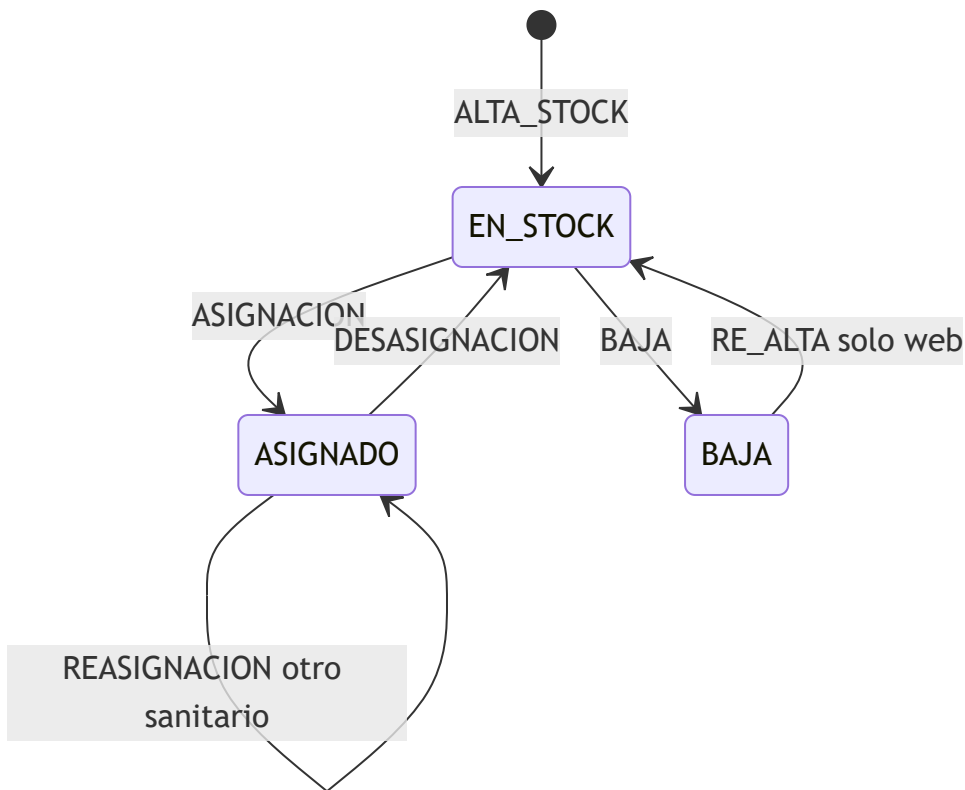 ALTA_STOCK
EN_STOCK
ASIGNACION
DESASIGNACION
BAJA
RE_ALTA solo web
ASIGNADO
BAJA
REASIGNACION otro
sanitario